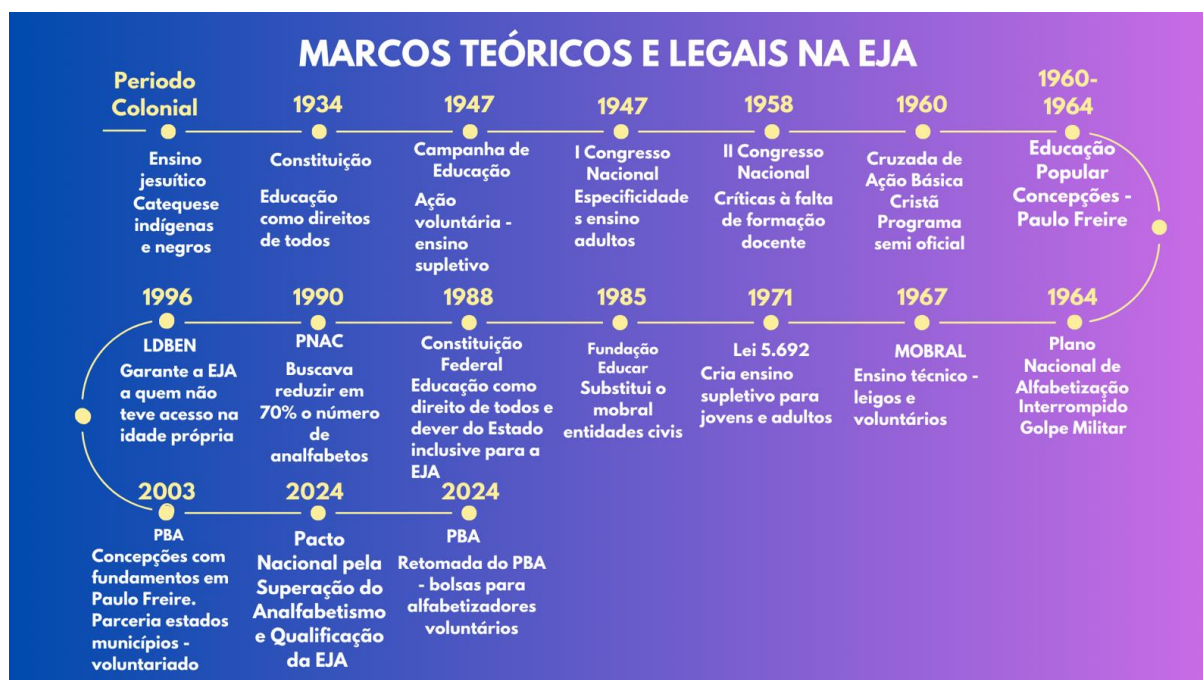 MARCOS TEÓRICOS E LEGAIS NA EJA
Periodo
Colonial
Ensino
jesuítico
Catequese
indígenas
e negros
1934
Constituição
Educação
como direitos
de todos
1947
Campanha de
Educação
Ação
voluntária -
ensino
supletivo
1947
I Congresso
Nacional
Especificidade
s ensino
adultos
1958
II Congresso
Nacional
Críticas à falta
de formação
docente
1960
Cruzada de
Ação Básica
Cristã
Programa
semi oficial
1960-
1964
Educação
Popular
Concepções -
Paulo Freire
1996
LDBEN
Garante a EJA
a quem não
teve acesso na
idade própria
1990
PNAC
Buscava
reduzir em
70% o número
de
analfabetos
1988
Constituição
Federal
Educação como
direito de todos e
dever do Estado
inclusive para a
EJA
1985
Fundação
Educar
Substitui o
mobral
entidades civis
1971
Lei 5.692
Cria ensino
supletivo para
jovens e adultos
1967
MOBRAL
Ensino técnico -
leigos e
voluntários
1964
Plano
Nacional de
Alfabetização
Interrompido
Golpe Militar
2003
PBA
Concepções com
fundamentos em
Paulo Freire.
Parceria estados
municípios -
voluntariado
2024
Pacto
Nacional pela
Superação do
Analfabetismo
e Qualificação
da EJA
2024
PBA
Retomada do PBA
- bolsas para
alfabetizadores
voluntários